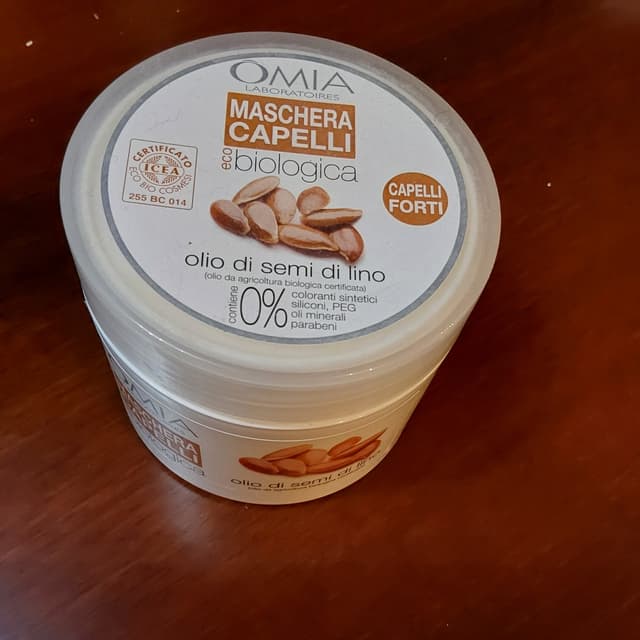 OMIA
LABORATOIRES
MASCHERA
CAPELLI
eco biologica
CERTIFICATO
ICEA
ECO BIO COSMESI
255 BC 014
CAPELLI
FORTI
olio di semi di lino
(olio da agricoltura biologica certificata)
contiene 0% coloranti sintetici
siliconi, PEG
oli minerali
parabeni
OMIA
MASCHERA
olio di semi di lino